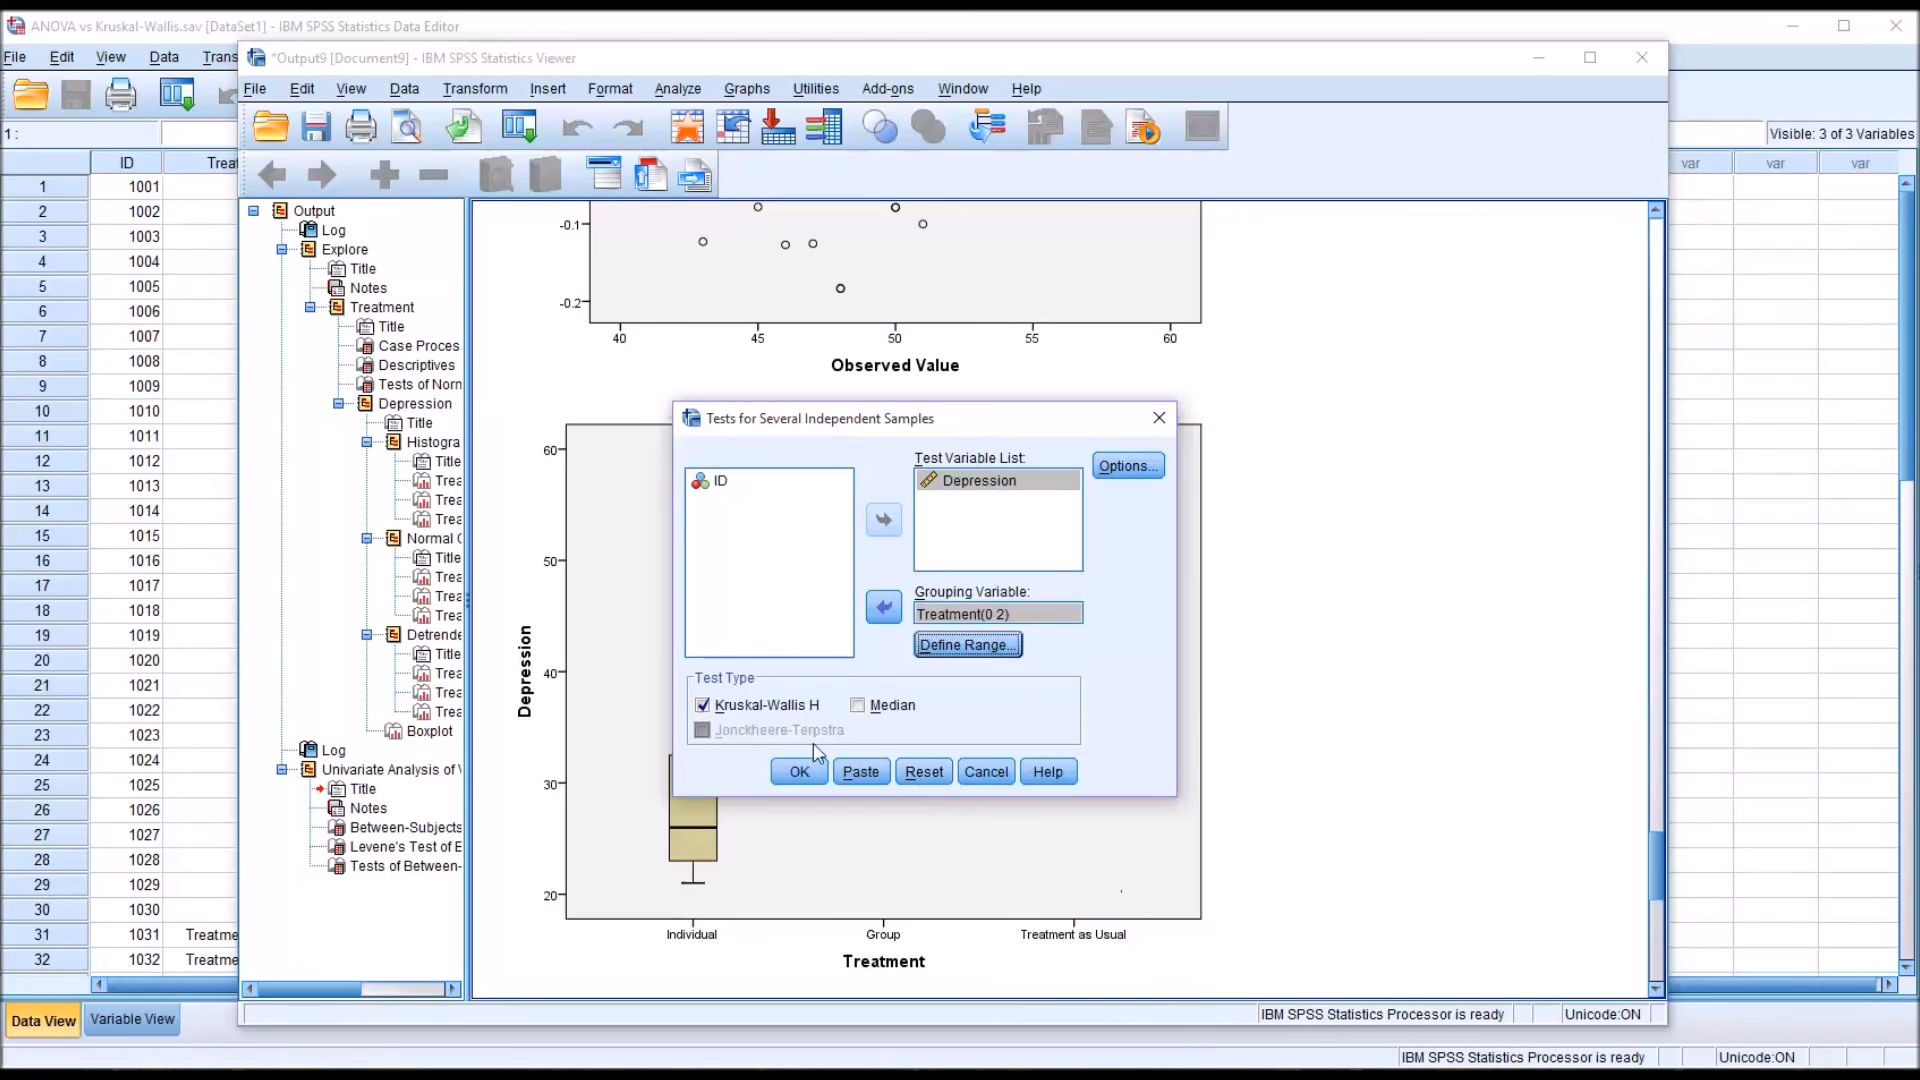 ANOVA vs Kruskal-Wallis.sav [DataSet1] - IBM SPSS Statistics Data Editor
File Edit View Data Trans
*Output9 [Document9] - IBM SPSS Statistics Viewer
File Edit View Data Transform Insert Format Analyze Graphs Utilities Add-ons Window Help
1 :
Visible: 3 of 3 Variables
ID Treat
var var var
1 1001
2 1002
3 1003
4 1004
5 1005
6 1006
7 1007
8 1008
9 1009
10 1010
11 1011
12 1012
13 1013
14 1014
15 1015
16 1016
17 1017
18 1018
19 1019
20 1020
21 1021
22 1022
23 1023
24 1024
25 1025
26 1026
27 1027
28 1028
29 1029
30 1030
31 1031 Treatme
32 1032 Treatme
Output
Log
Explore
Title
Notes
Treatment
Title
Case Proces
Descriptives
Tests of Norn
Depression
Title
Histogra
Title
Trea
Trea
Trea
Normal
Title
Trea
Trea
Trea
Detrende
Title
Trea
Trea
Trea
Boxplot
Log
Univariate Analysis of
Title
Notes
Between-Subjects
Levene's Test of E
Tests of Between-
-0.1
-0.2
40 45 50 55 60
Observed Value
60
50
40
30
20
Depression
Individual Group Treatment as Usual
Treatment
Tests for Several Independent Samples
ID
Test Variable List:
Depression
Options...
Grouping Variable:
Treatment(0 2)
Define Range...
Test Type
Kruskal-Wallis H Median
Jonckheere-Terpstra
OK Paste Reset Cancel Help
IBM SPSS Statistics Processor is ready Unicode:ON
Data View Variable View
IBM SPSS Statistics Processor is ready Unicode:ON